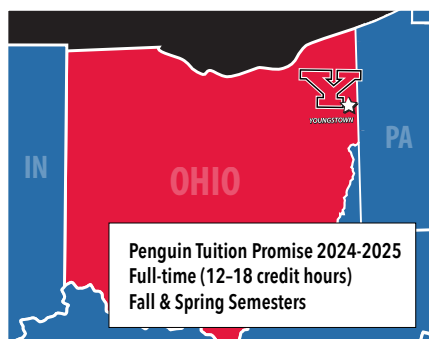 Y
YOUNGSTOWN
PA
IN
OHIO
Penguin Tuition Promise 2024-2025
Full-time (12–18 credit hours)
Fall & Spring Semesters